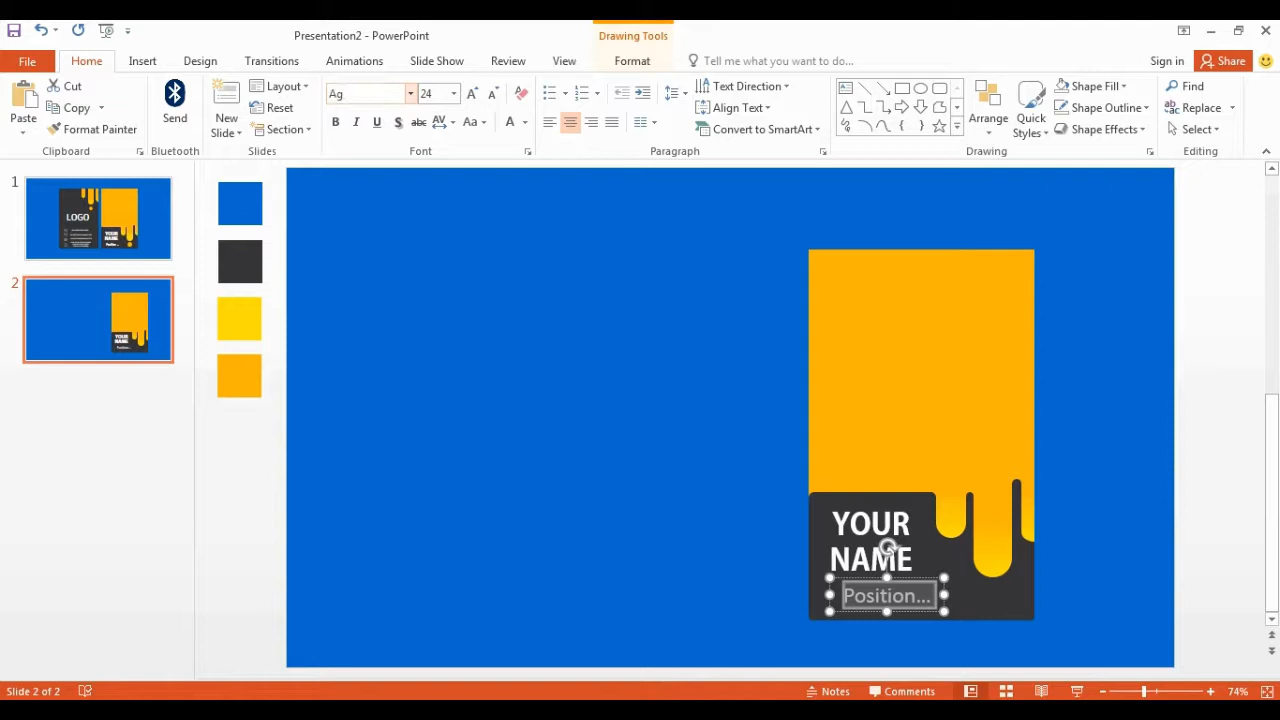 Presentation2 - PowerPoint
Drawing Tools
File
Home
Insert
Design
Transitions
Animations
Slide Show
Review
View
Format
Tell me what you want to do...
Sign in
Share
Paste
Cut
Copy
Format Painter
Clipboard
Send
Bluetooth
New
Slide
Layout
Reset
Section
Slides
Ag
24
B I U S abc AV Aa A
Font
Text Direction
Align Text
Convert to SmartArt
Paragraph
Arrange
Quick
Styles
Shape Fill
Shape Outline
Shape Effects
Drawing
Find
Replace
Select
Editing
1
LOGO
YOUR
NAME
Position...
2
YOUR
NAME
Position...
YOUR
NAME
Position...
Slide 2 of 2
Notes
Comments
74%